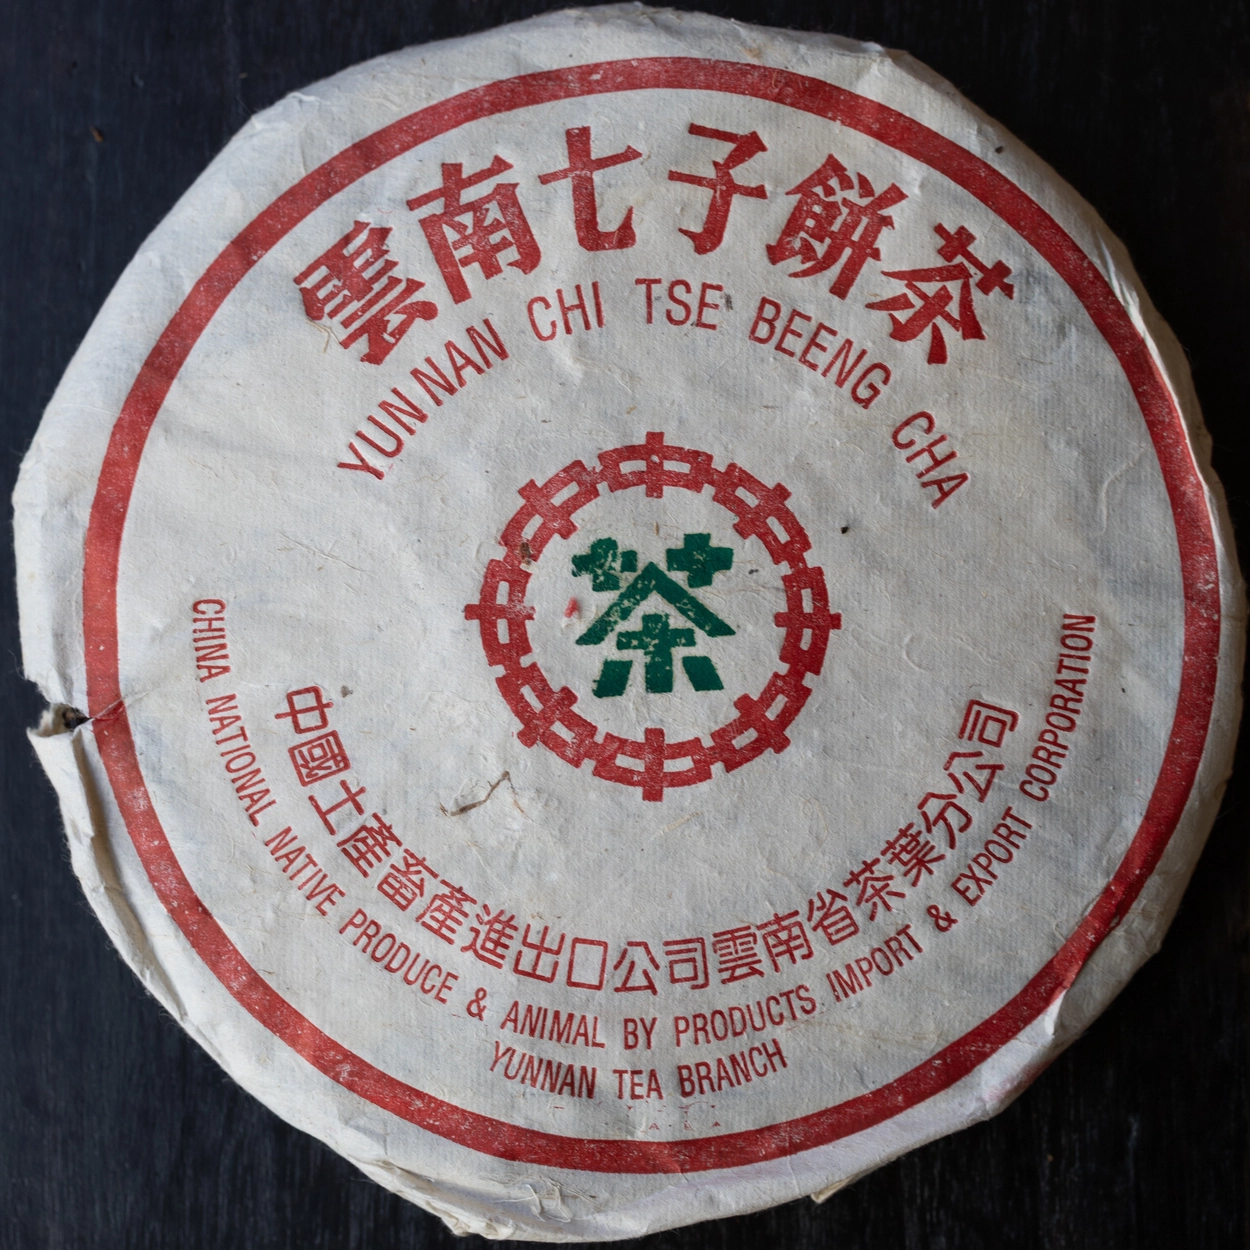 雲南七子餅茶
YUNNAN CHI TSE BEENG CHA
茶
中國土產畜產進出口公司雲南省茶葉分公司
CHINA NATIONAL NATIVE PRODUCE & ANIMAL BY PRODUCTS IMPORT & EXPORT CORPORATION
YUNNAN TEA BRANCH